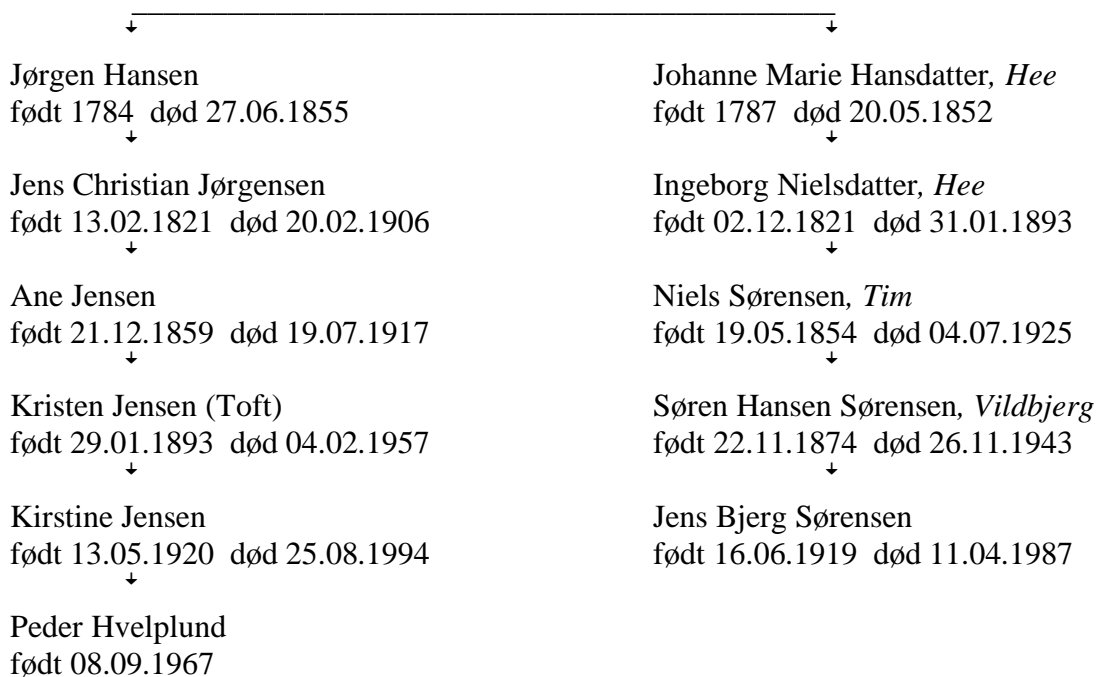 Jørgen Hansen
født 1784 død 27.06.1855
Jens Christian Jørgensen
født 13.02.1821 død 20.02.1906
Ane Jensen
født 21.12.1859 død 19.07.1917
Kristen Jensen (Toft)
født 29.01.1893 død 04.02.1957
Kirstine Jensen
født 13.05.1920 død 25.08.1994
Peder Hvelplund
født 08.09.1967
Johanne Marie Hansdatter, Hee
født 1787 død 20.05.1852
Ingeborg Nielsdatter, Hee
født 02.12.1821 død 31.01.1893
Niels Sørensen, Tim
født 19.05.1854 død 04.07.1925
Søren Hansen Sørensen, Vildbjerg
født 22.11.1874 død 26.11.1943
Jens Bjerg Sørensen
født 16.06.1919 død 11.04.1987